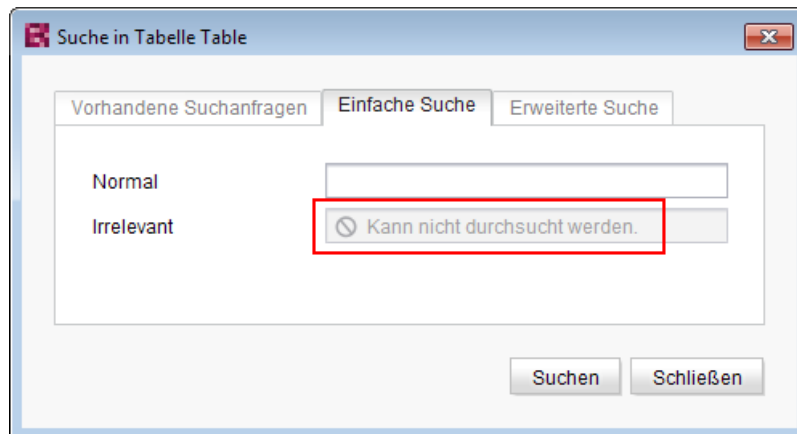 Suche in Tabelle Table
Vorhandene Suchanfragen Einfache Suche Erweiterte Suche
Normal
Irrelevant Kann nicht durchsucht werden.
Suchen Schließen